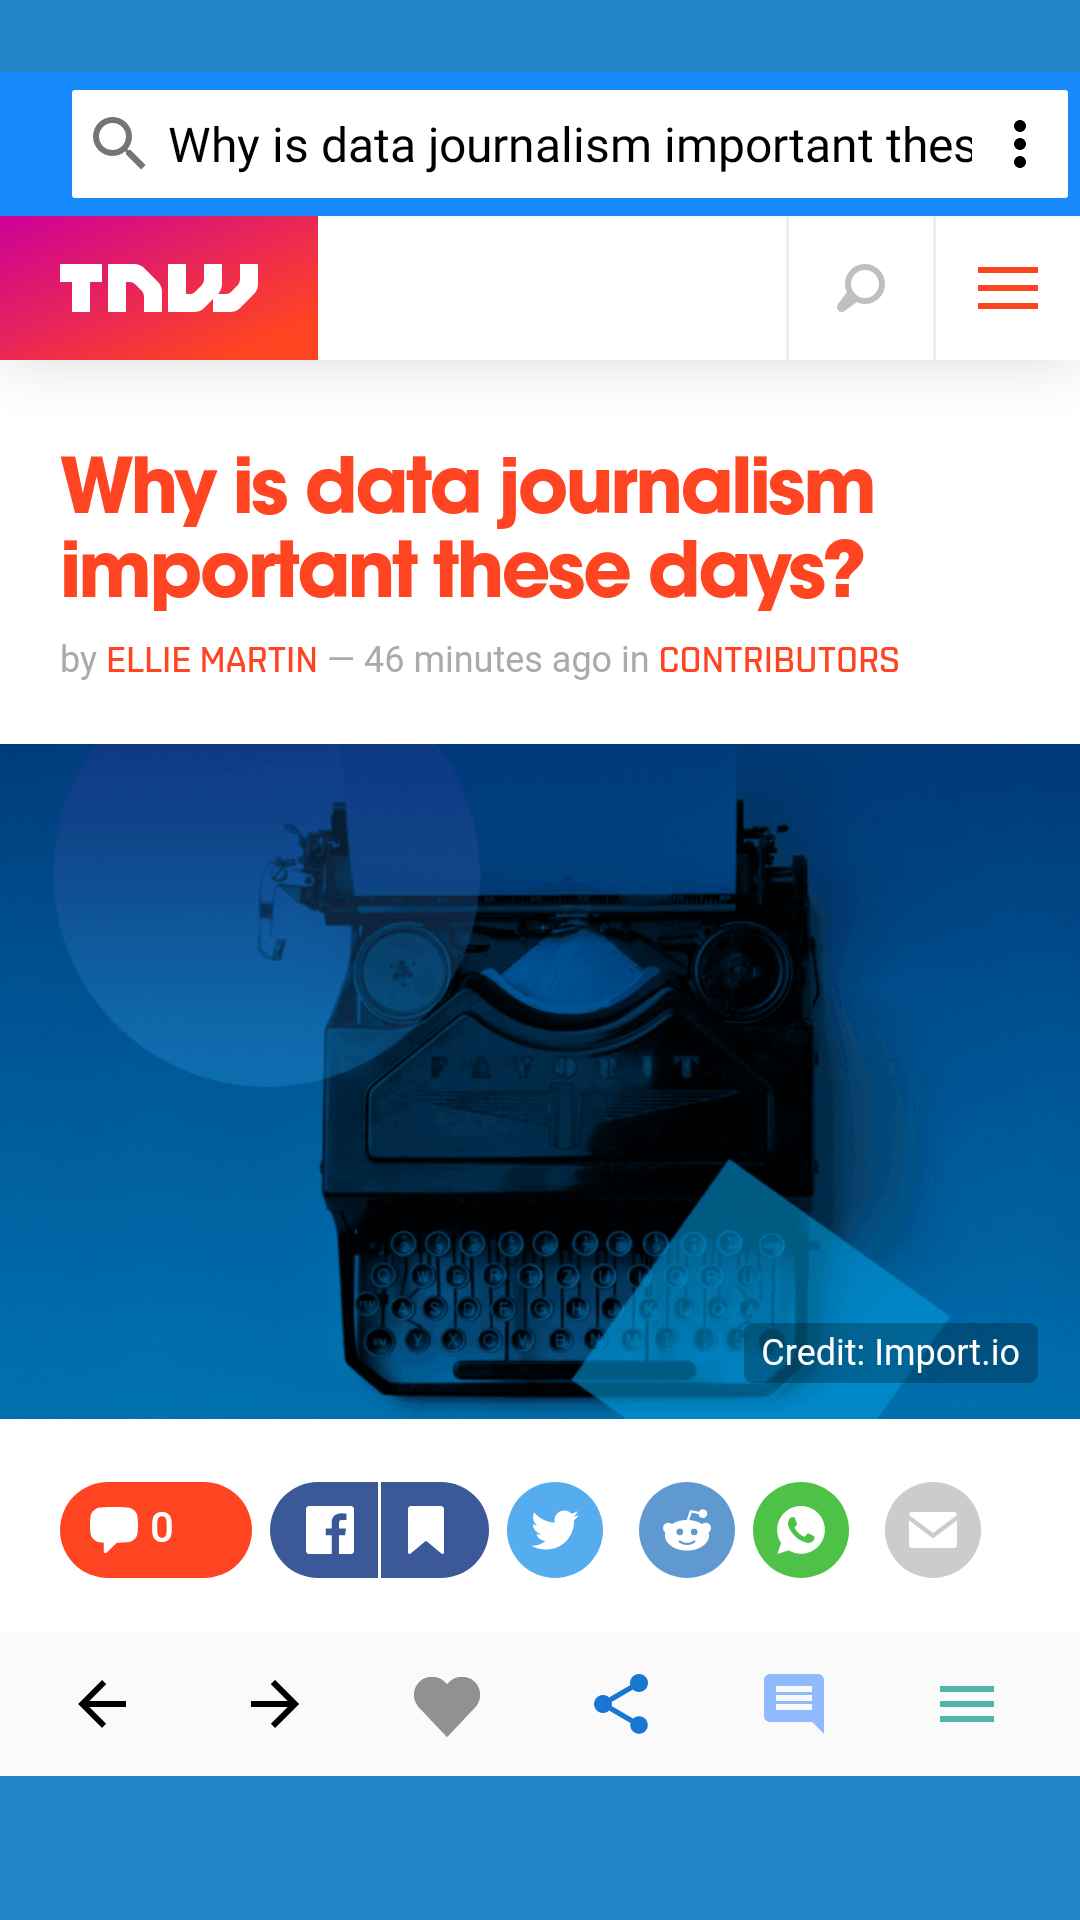 Why is data journalism important thes
TNW
Why is data journalism
important these days?
by ELLIE MARTIN — 46 minutes ago in CONTRIBUTORS
FAVORIT
Credit: Import.io
0